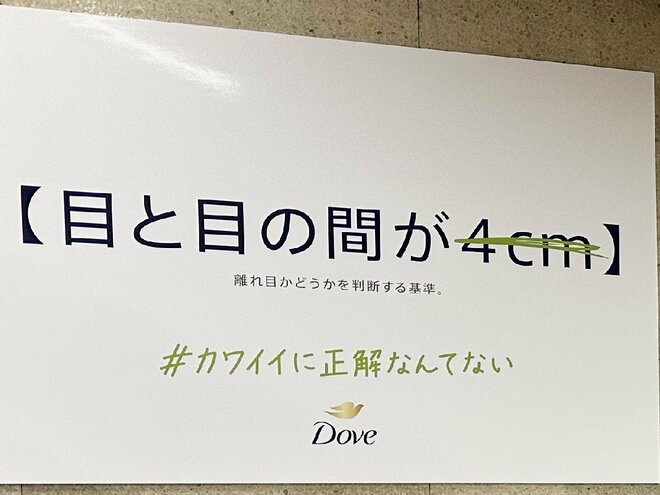 【目と目の間が4cm】
離れ目かどうかを判断する基準。
#カワイイに正解なんてない
Dove